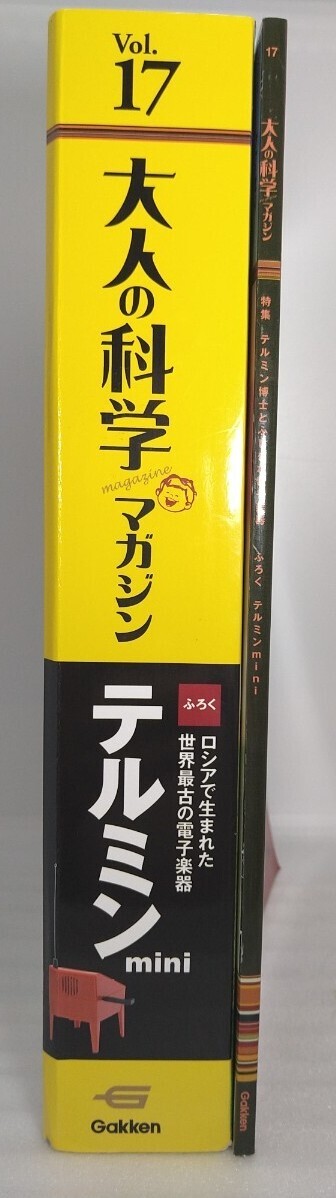 Vol.
17
大人の科学
magazine
マガジン
ふろく
ロシアで生まれた
世界最古の電子楽器
テルミン
mini
Gakken
17
大人の科学
マガジン
特集 テルミン博士と
ふろく テルミンmini
Gakken